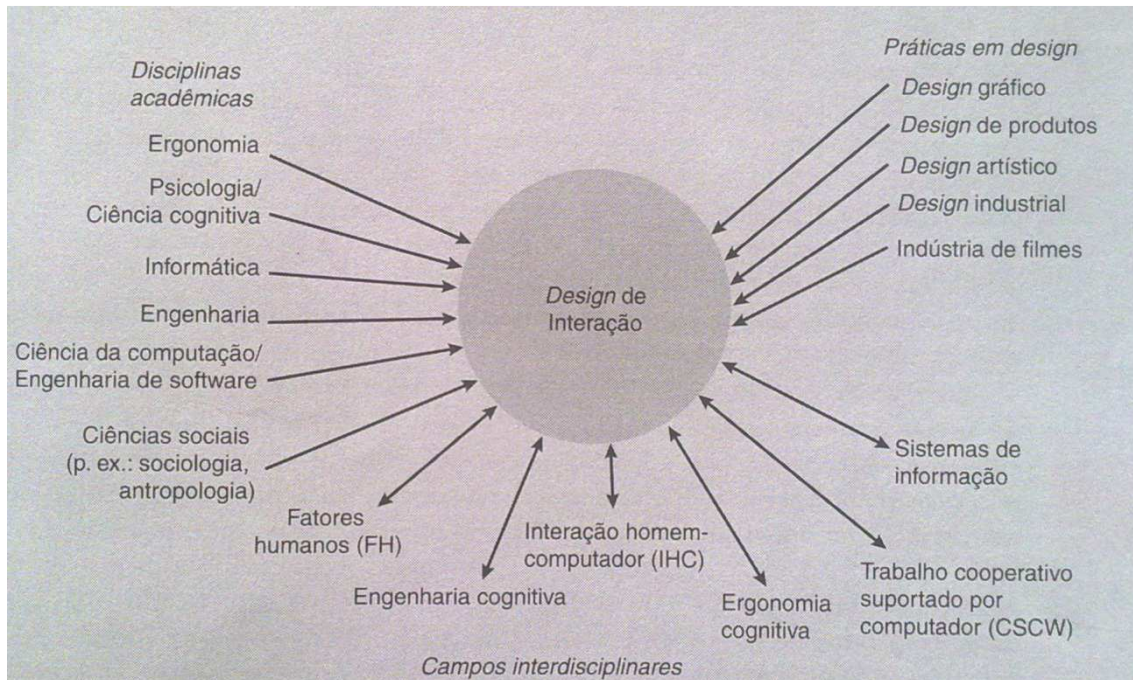 Disciplinas
acadêmicas
Ergonomia
Psicologia/
Ciência cognitiva
Informática
Engenharia
Ciência da computação/
Engenharia de software
Ciências sociais
(p. ex.: sociologia,
antropologia)
Práticas em design
Design gráfico
Design de produtos
Design artístico
Design industrial
Indústria de filmes
Design de
Interação
Fatores
humanos (FH)
Engenharia cognitiva
Interação homem-
computador (IHC)
Ergonomia
cognitiva
Trabalho cooperativo
suportado por
computador (CSCW)
Sistemas de
informação
Campos interdisciplinares